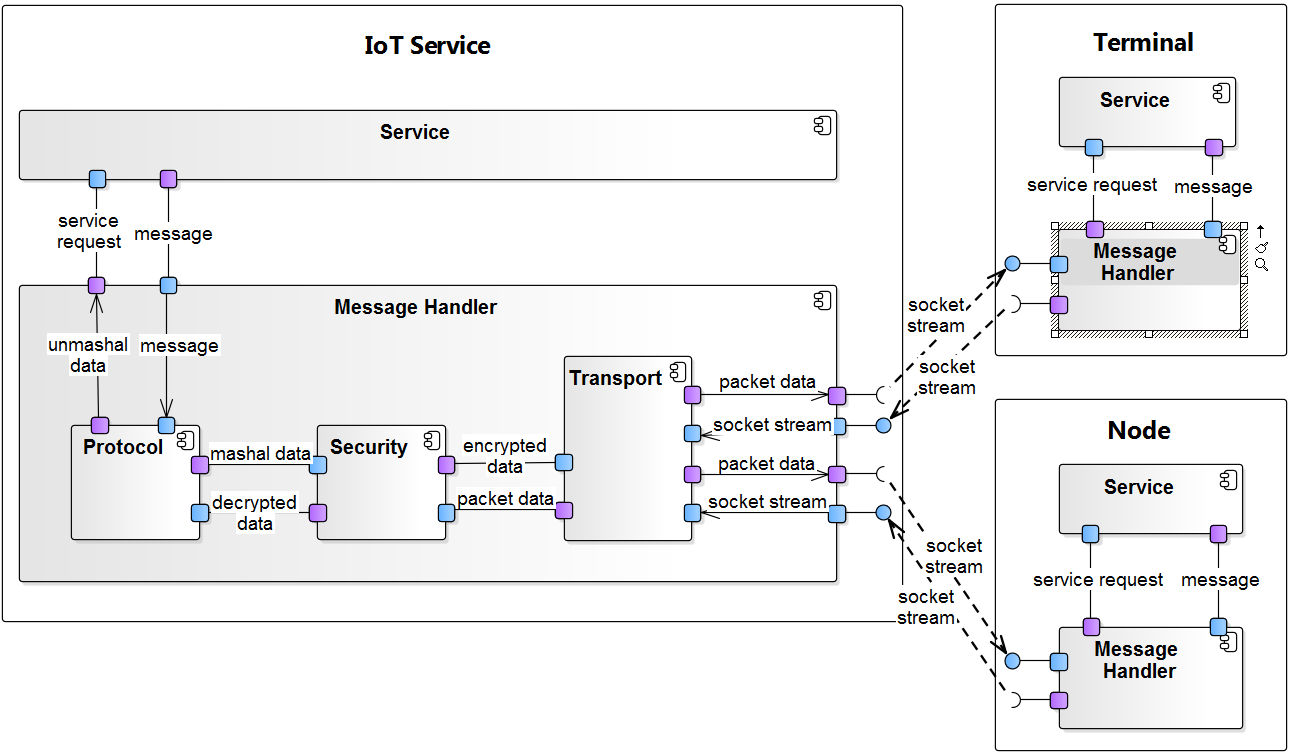 IoT Service
Service
service
request
message
Message Handler
unmashal
data
message
Protocol
mashal data
decrypted
data
Security
encrypted
data
packet data
Transport
packet data
socket stream
packet data
socket stream
socket
stream
socket
stream
socket
stream
socket
stream
Terminal
Service
service request
message
Message
Handler
Node
Service
service request
message
Message
Handler